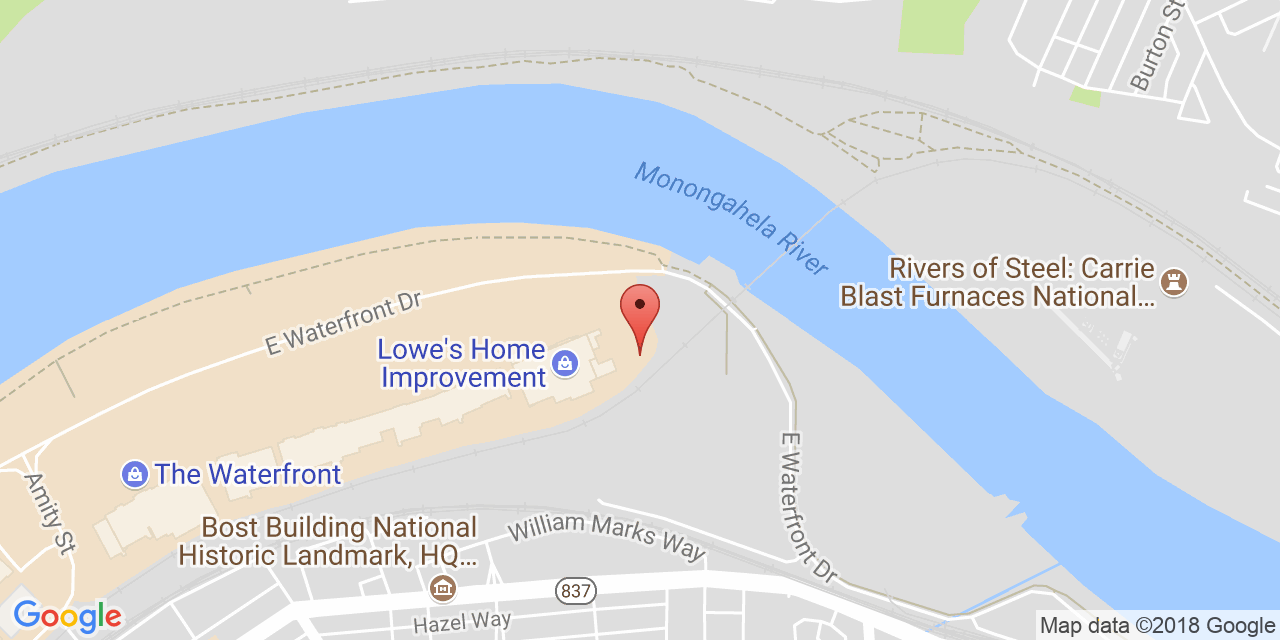 Burton St
Monongahela River
Rivers of Steel: Carrie
Blast Furnaces National...
E Waterfront Dr
Lowe's Home
Improvement
E Waterfront Dr
The Waterfront
Amity St
Bost Building National
Historic Landmark, HQ...
William Marks Way
837
Hazel Way
Google
Map data ©2018 Google